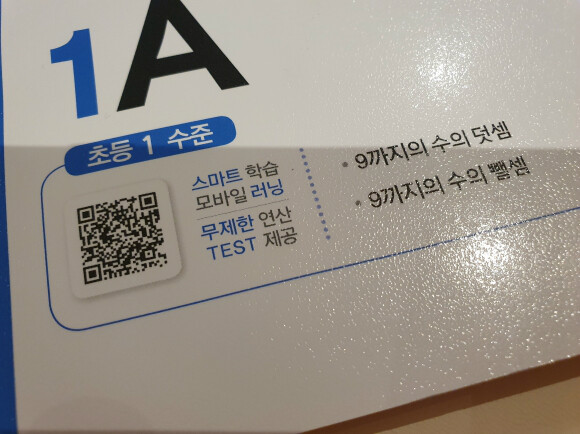 1A
초등 1 수준
스마트 학습
모바일 러닝
무제한 연산
TEST 제공
• 9까지의 수의 덧셈
• 9까지의 수의 뺄셈